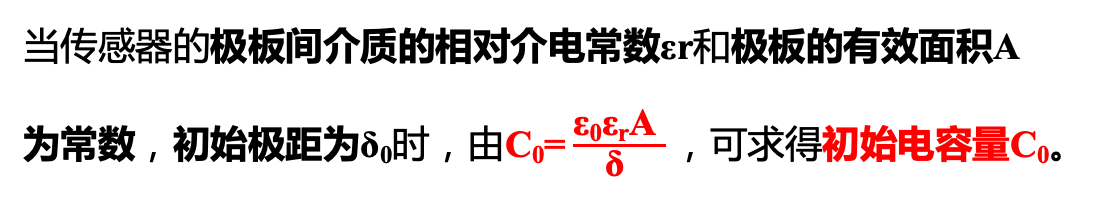 当传感器的极板间介质的相对介电常数εr和极板的有效面积A
为常数，初始极距为δ₀时，由C₀=ε₀εᵣA/δ，可求得初始电容量C₀。